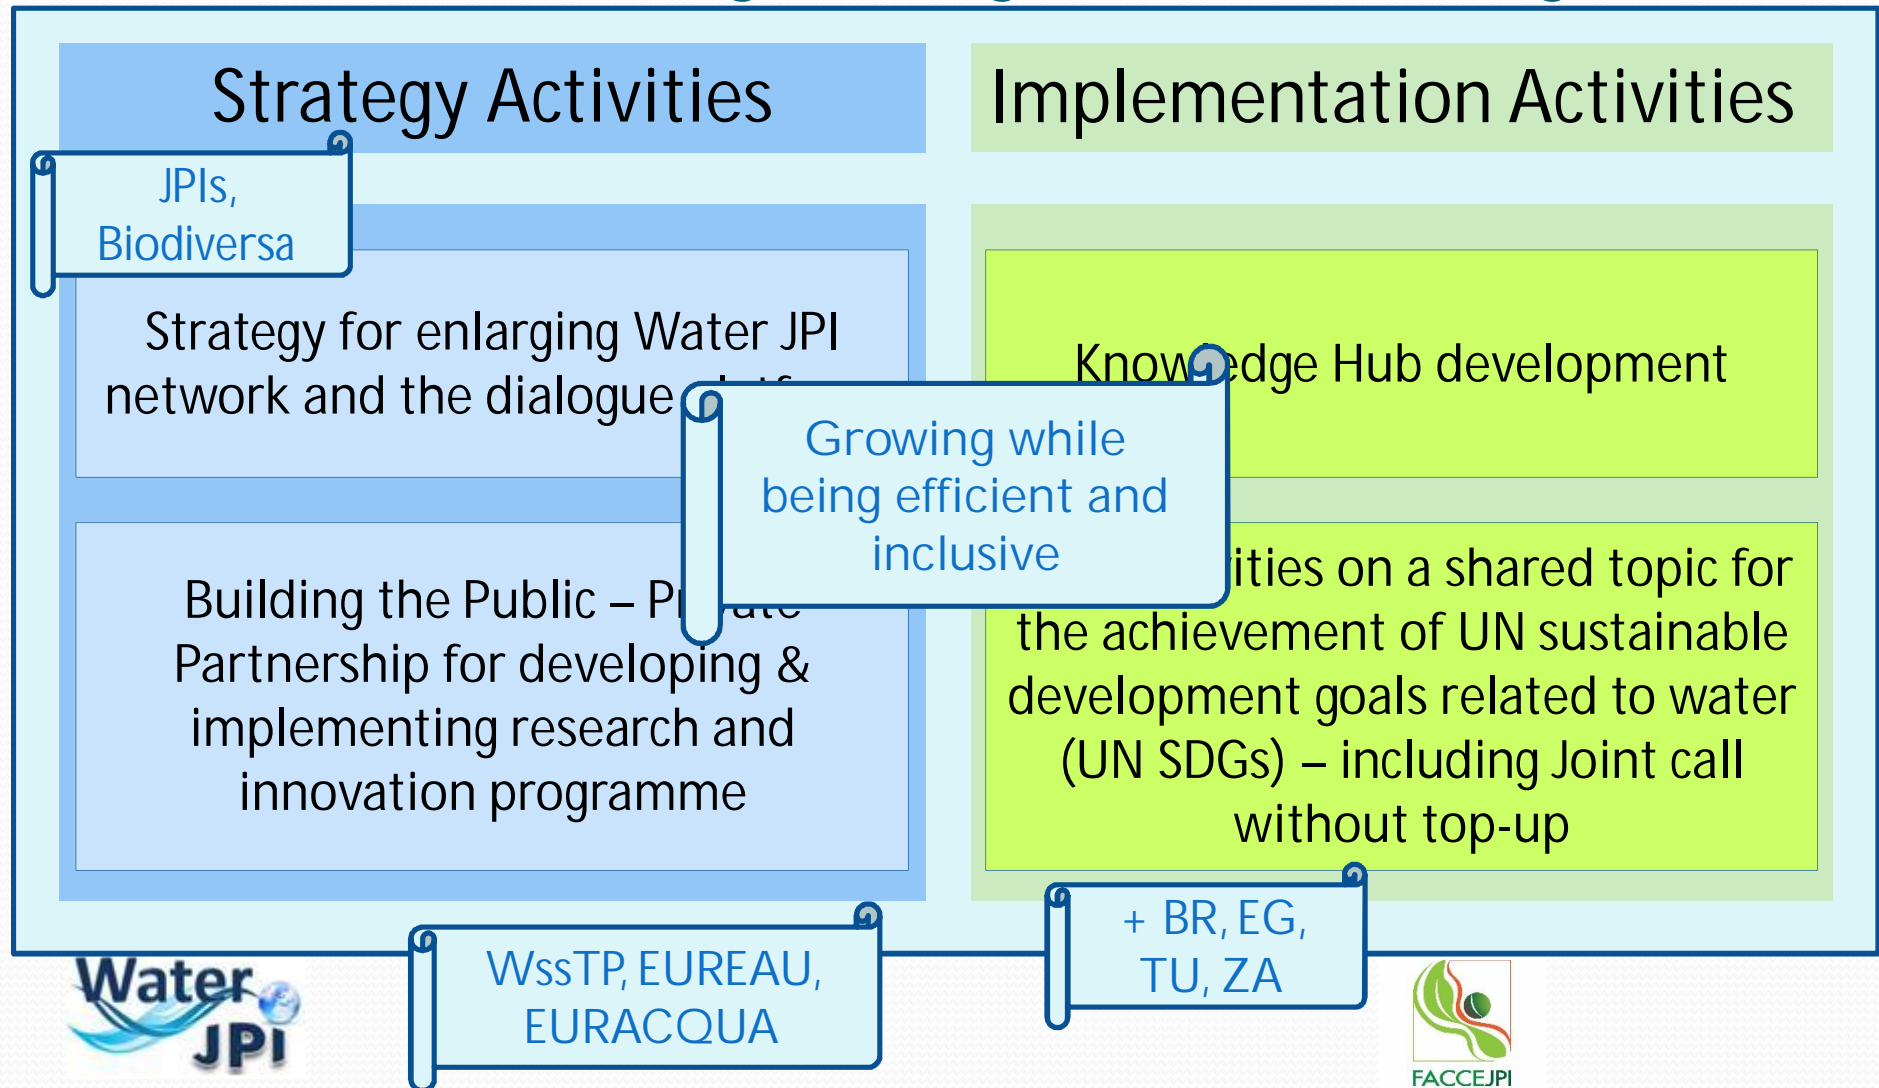 Strategy Activities
Implementation Activities
JPIs,
Biodiversa
Strategy for enlarging Water JPI
network and the dialogue
Knowledge Hub development
Growing while
being efficient and
inclusive
Building the Public – Private
Partnership for developing &
implementing research and
innovation programme
on a shared topic for
the achievement of UN sustainable
development goals related to water
(UN SDGs) – including Joint call
without top-up
WssTP, EUREAU,
EURACQUA
+ BR, EG,
TU, ZA
Water
JPI
FACCEJPI